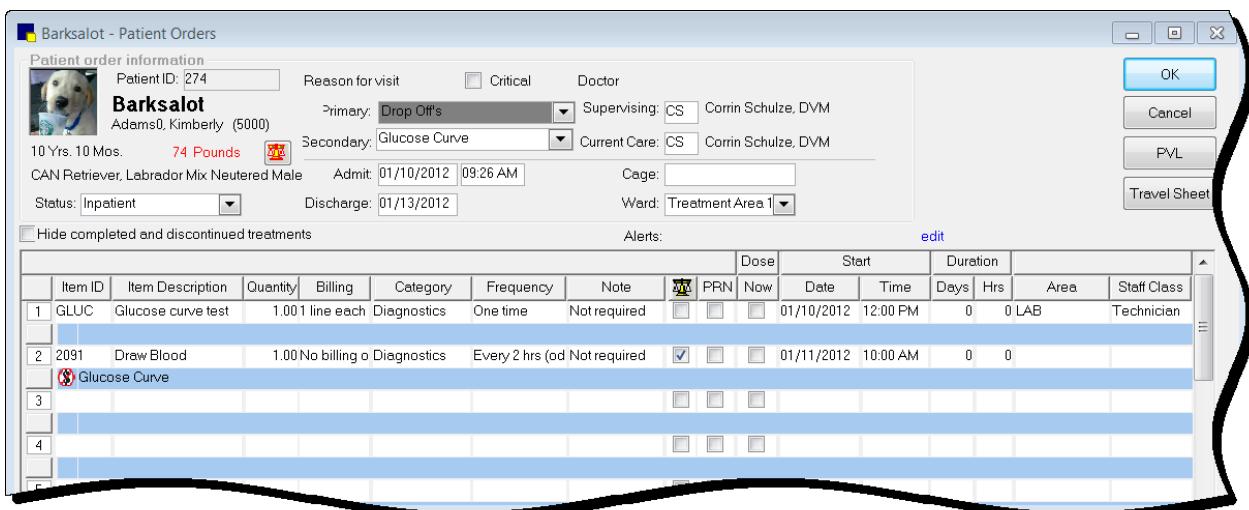 Barksalot - Patient Orders
Patient order information
Patient ID: 274
Barksalot
Adams0, Kimberly (5000)
10 Yrs. 10 Mos. 74 Pounds
CAN Retriever, Labrador Mix Neutered Male
Status: Inpatient
Reason for visit Critical Doctor
Primary: Drop Off's Supervising: CS Corrin Schulze, DVM
Secondary: Glucose Curve Current Care: CS Corrin Schulze, DVM
Admit: 01/10/2012 09:26 AM Cage:
Discharge: 01/13/2012 Ward: Treatment Area 1
OK
Cancel
PVL
Travel Sheet
Hide completed and discontinued treatments Alerts: edit
Dose Start Duration
Item ID Item Description Quantity Billing Category Frequency Note PRN Now Date Time Days Hrs Area Staff Class
1 GLUC Glucose curve test 1.00 1 line each Diagnostics One time Not required 01/10/2012 12:00 PM 0 0 LAB Technician
2 2091 Draw Blood 1.00 No billing o Diagnostics Every 2 hrs (od Not required 01/11/2012 10:00 AM 0 0
Glucose Curve
3
4